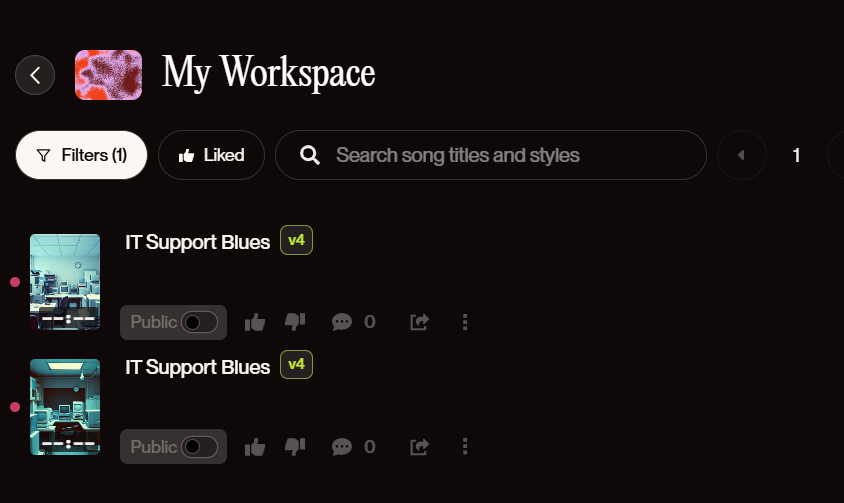 My Workspace
Filters (1)
Liked
Search song titles and styles
1
IT Support Blues v4
--:--
Public
0
IT Support Blues v4
--:--
Public
0